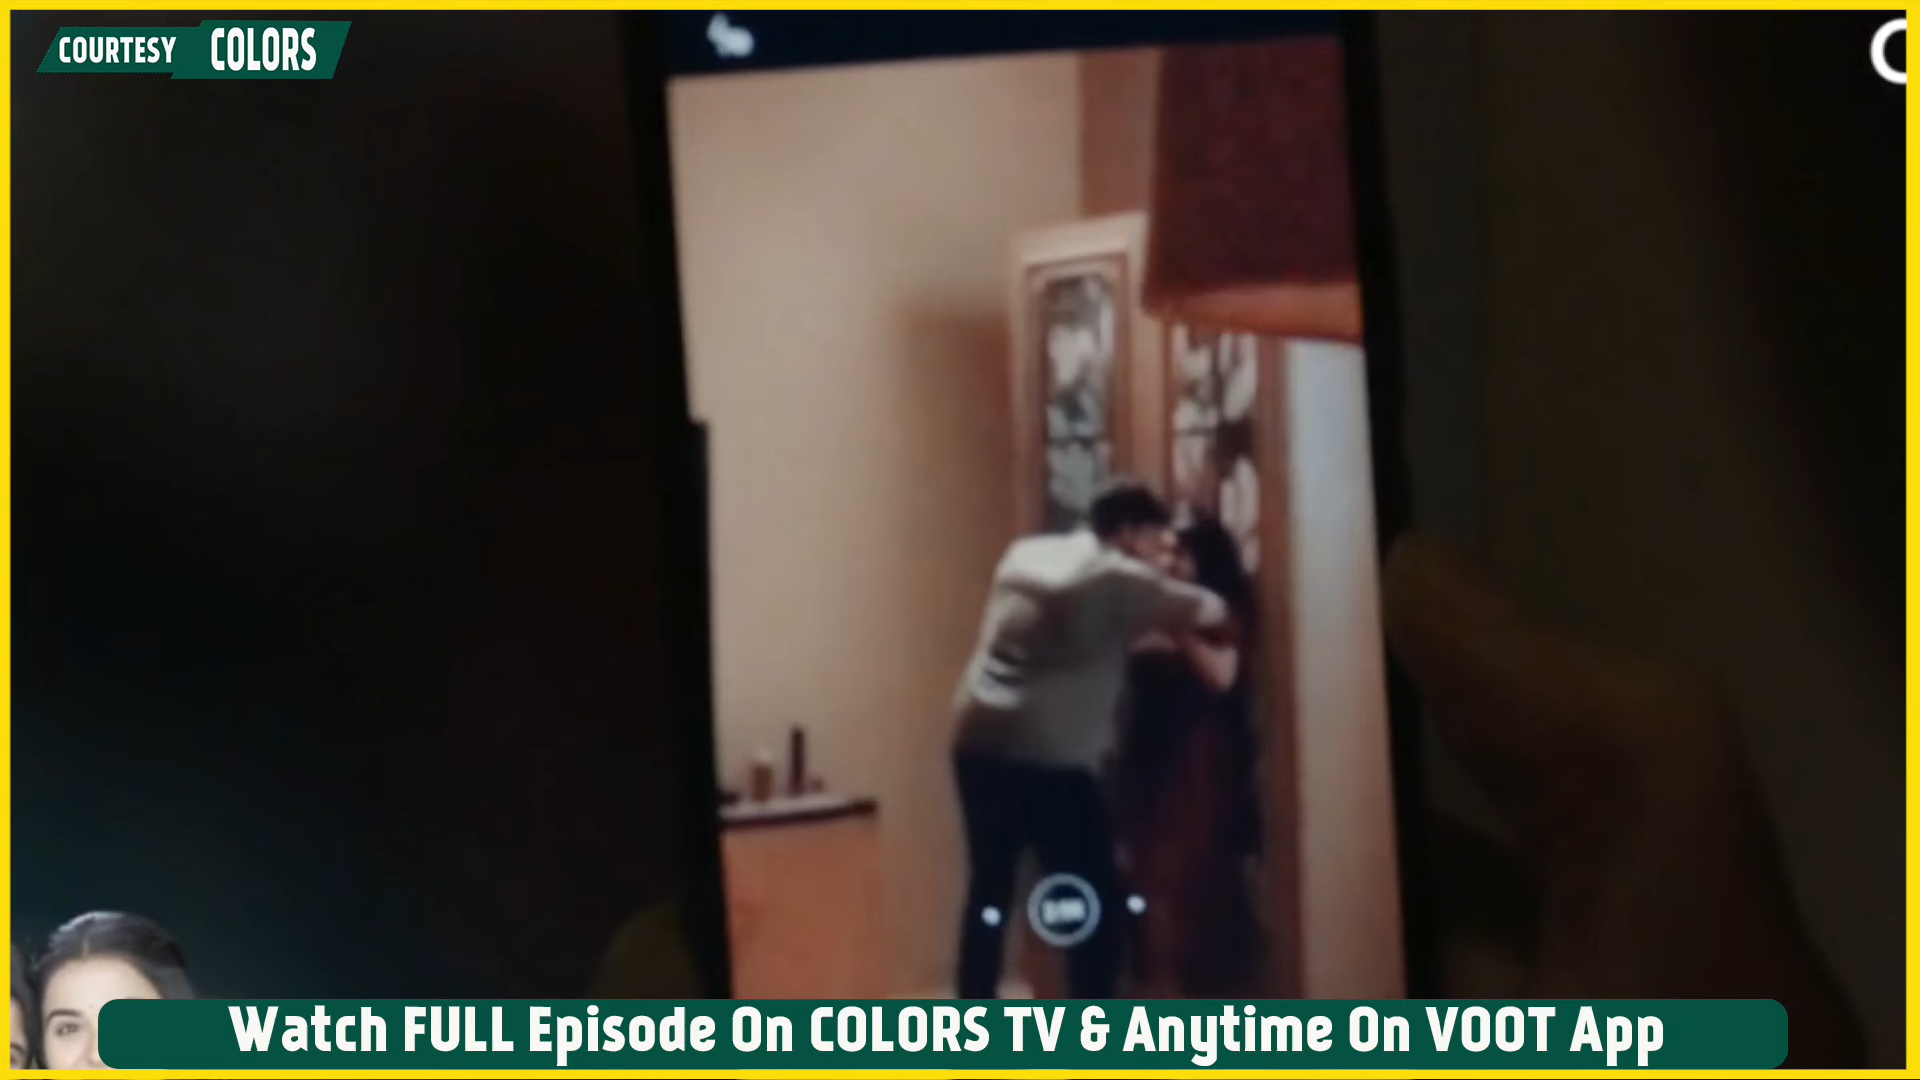 COURTESY COLORS
Watch FULL Episode On COLORS TV & Anytime On VOOT App